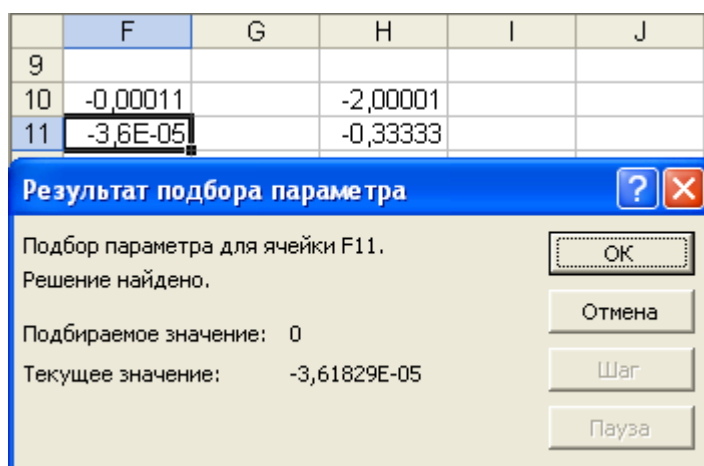 F G H I J
9
10 -0,00011 -2,00001
11 -3,6E-05 -0,33333
Результат подбора параметра
Подбор параметра для ячейки F11.
Решение найдено.
Подбираемое значение: 0
Текущее значение: -3,61829E-05
ОК
Отмена
Шаг
Пауза